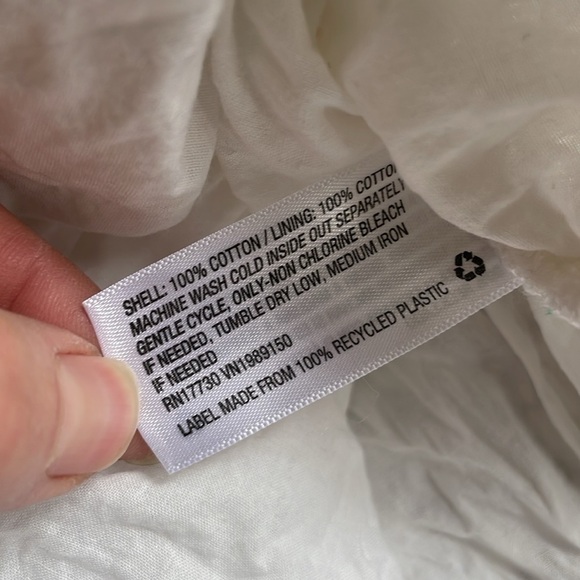 SHELL: 100% COTTON / LINING: 100% COTTON
MACHINE WASH COLD INSIDE OUT SEPARATELY
GENTLE CYCLE, ONLY-NON CHLORINE BLEACH
IF NEEDED, TUMBLE DRY LOW, MEDIUM IRON
IF NEEDED
RN17730 VN1989150
LABEL MADE FROM 100% RECYCLED PLASTIC